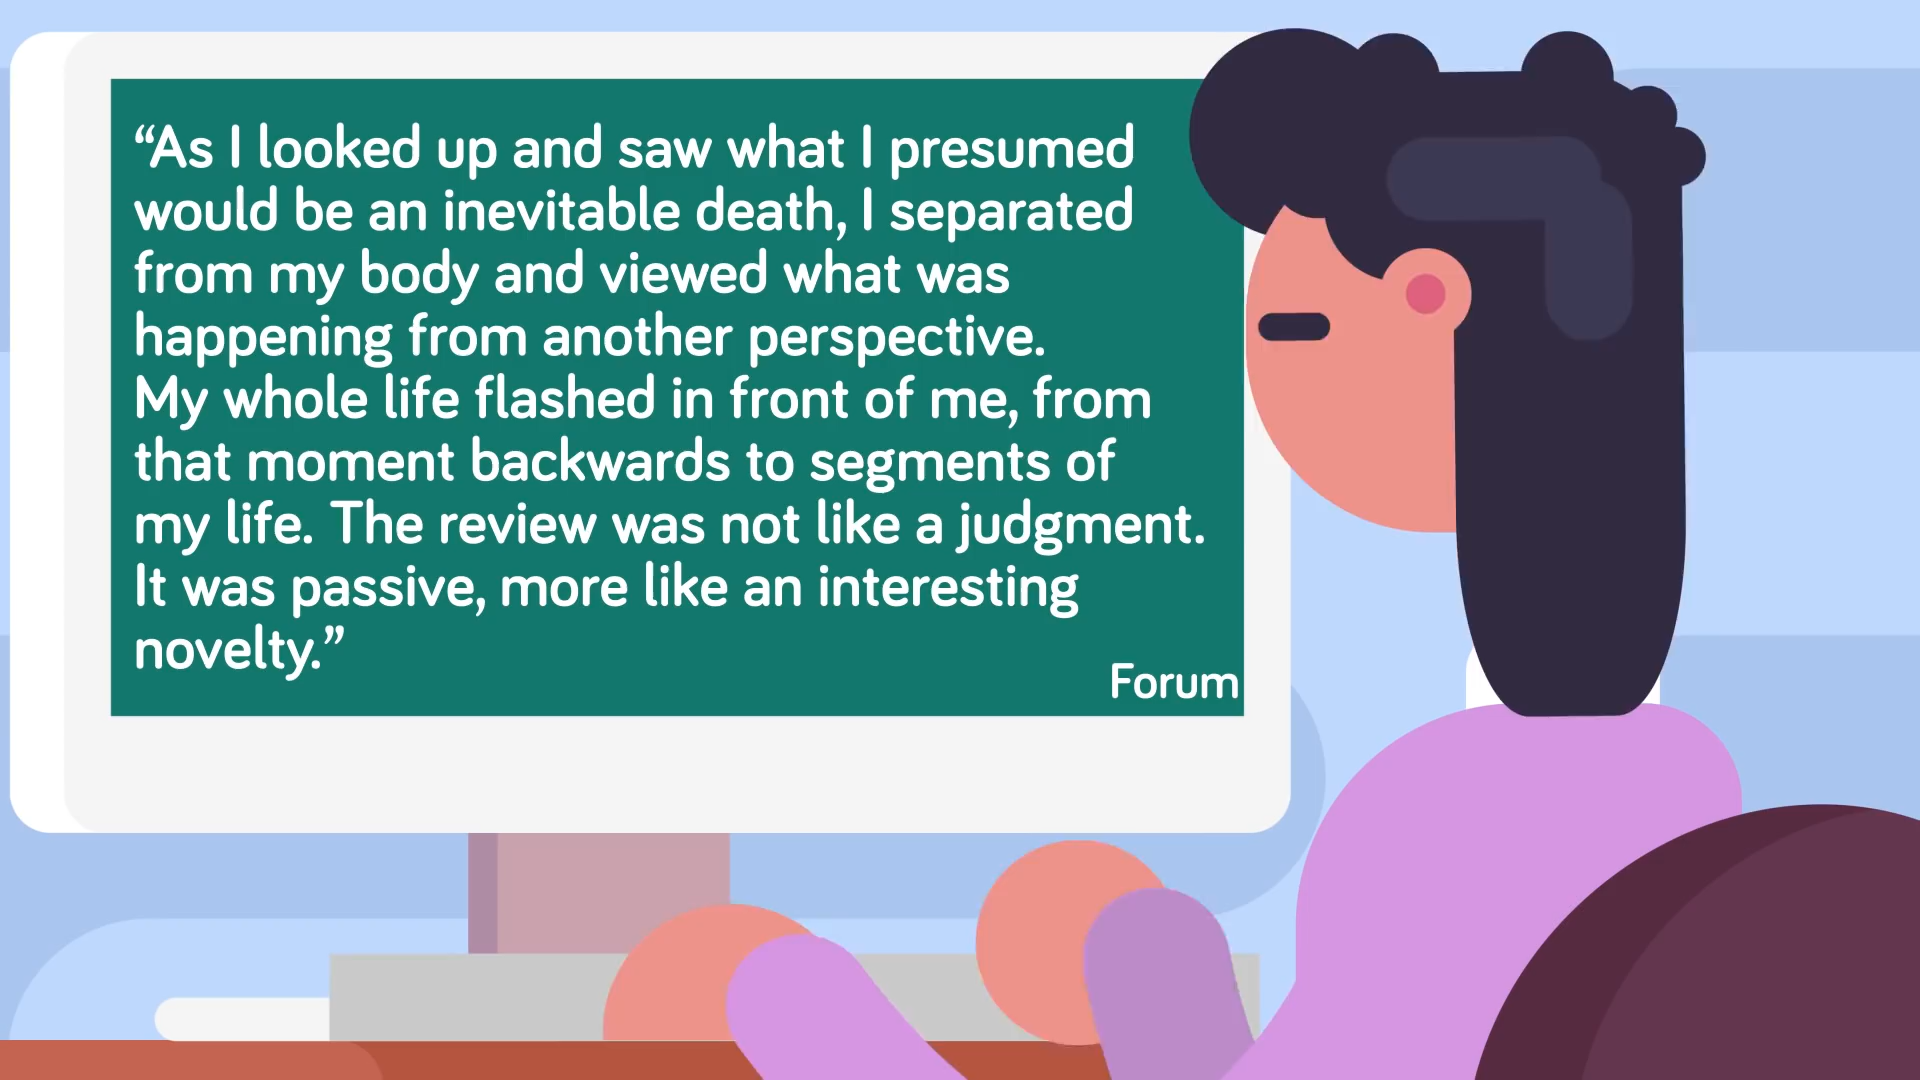 “As I looked up and saw what I presumed
would be an inevitable death, I separated
from my body and viewed what was
happening from another perspective.
My whole life flashed in front of me, from
that moment backwards to segments of
my life. The review was not like a judgment.
It was passive, more like an interesting
novelty.”
Forum